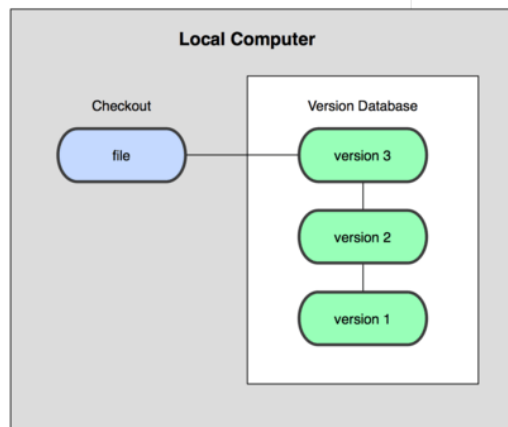 Local Computer
Checkout
Version Database
file
version 3
version 2
version 1